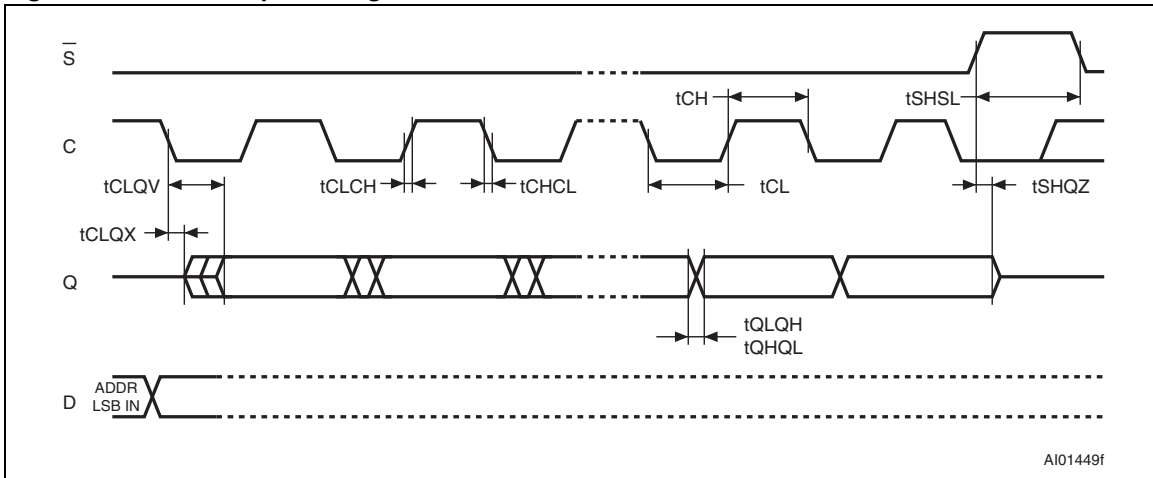 S
tCH
tSHSL
C
tCLQV
tCLCH
tCHCL
tCL
tSHQZ
tCLQX
Q
tQLQH
tQHQL
ADDR
D
LSB IN
AI01449f